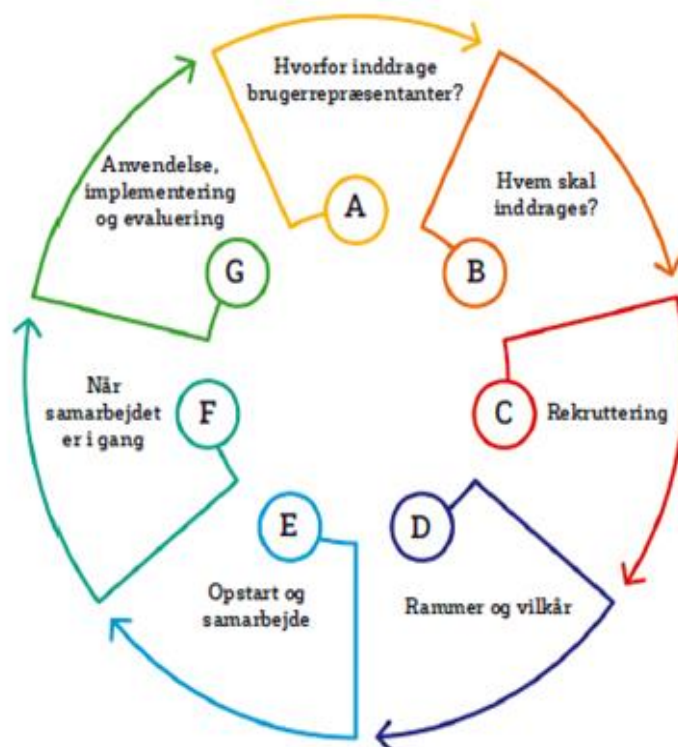 Hvorfor inddrage
brugerrepræsentanter?
A
Hvem skal
inddrages?
B
C
Rekruttering
D
Rammer og vilkår
E
Opstart og
samarbejde
F
Når
samarbejdet
er i gang
G
Anvendelse,
implementering
og evaluering